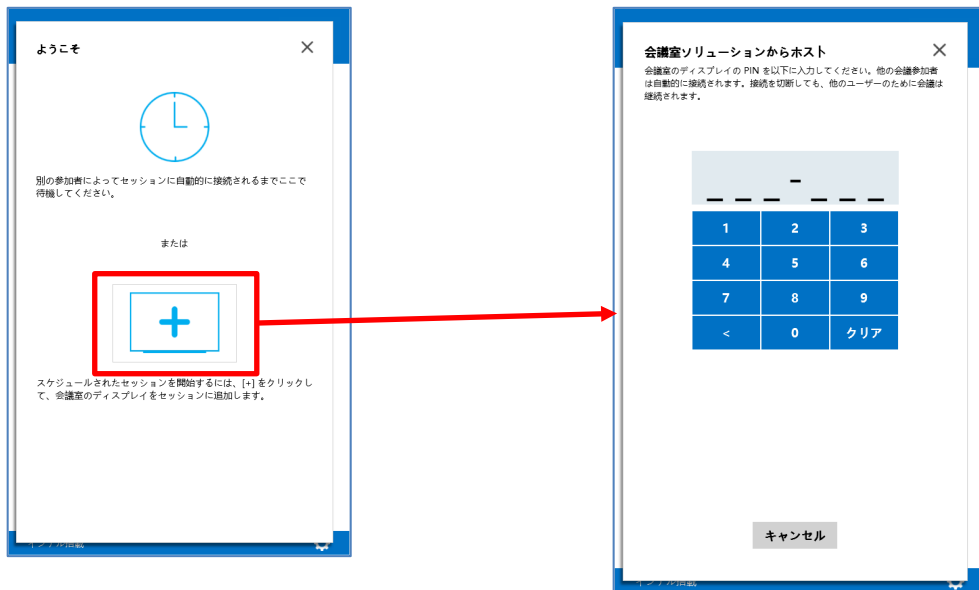 ようこそ
別の参加者によってセッションに自動的に接続されるまでここで
待機してください。
または
スケジュールされたセッションを開始するには、[+] をクリックし
て、会議室のディスプレイをセッションに追加します。
会議室ソリューションからホスト
会議室のディスプレイの PIN を以下に入力してください。他の会議参加者
は自動的に接続されます。接続を切断しても、他のユーザーのために会議は
継続されます。
_ _ _ - _ _ _
1 2 3
4 5 6
7 8 9
< 0 クリア
キャンセル
インテル搭載